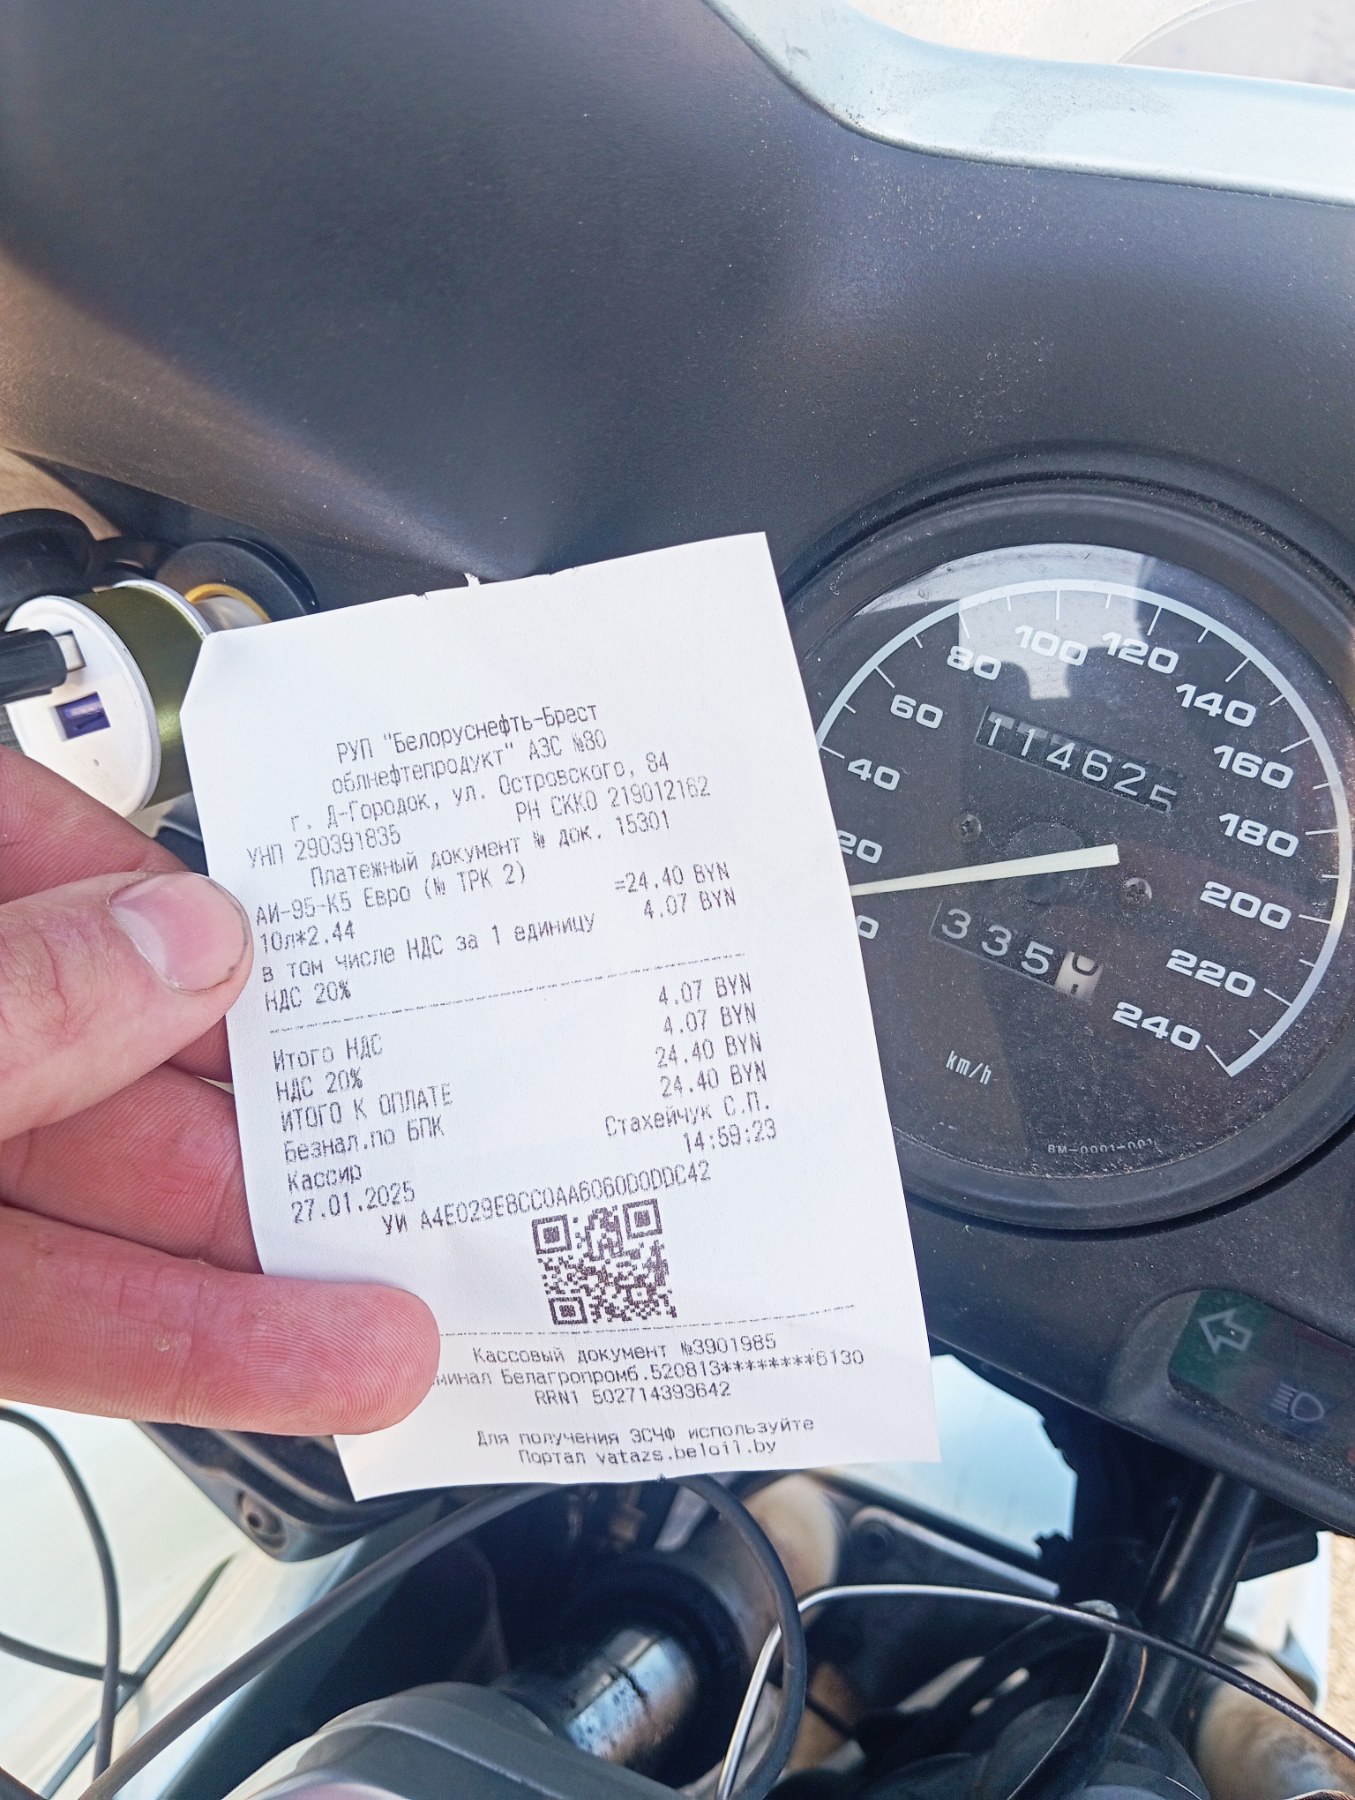 РУП "Белоруснефть-Брест
облнефтепродукт" АЗС №80
г. Д-Городок, ул. Островского, 84
УНП 290391835 РН СККО 219012162
Платежный документ № док. 15301
АИ-95-К5 Евро (№ ТРК 2)
10л*2.44 =24.40 BYN
в том числе НДС за 1 единицу
НДС 20% 4.07 BYN
Итого НДС 4.07 BYN
НДС 20% 4.07 BYN
ИТОГО К ОПЛАТЕ 24.40 BYN
Безнал.по БПК 24.40 BYN
Кассир Стахейчук С.П.
27.01.2025 14:59:23
УИ A4E029E8CC0AA6060D0DDC42
Кассовый документ №3901985
минал Белагропромб.520813********6130
RRN1 502714393642
Для получения ЭСЧФ используйте
Портал vatazs.beloil.by
0 20 40 60 80 100 120 140 160 180 200 220 240
114625
335
km/h
BM-0001-001